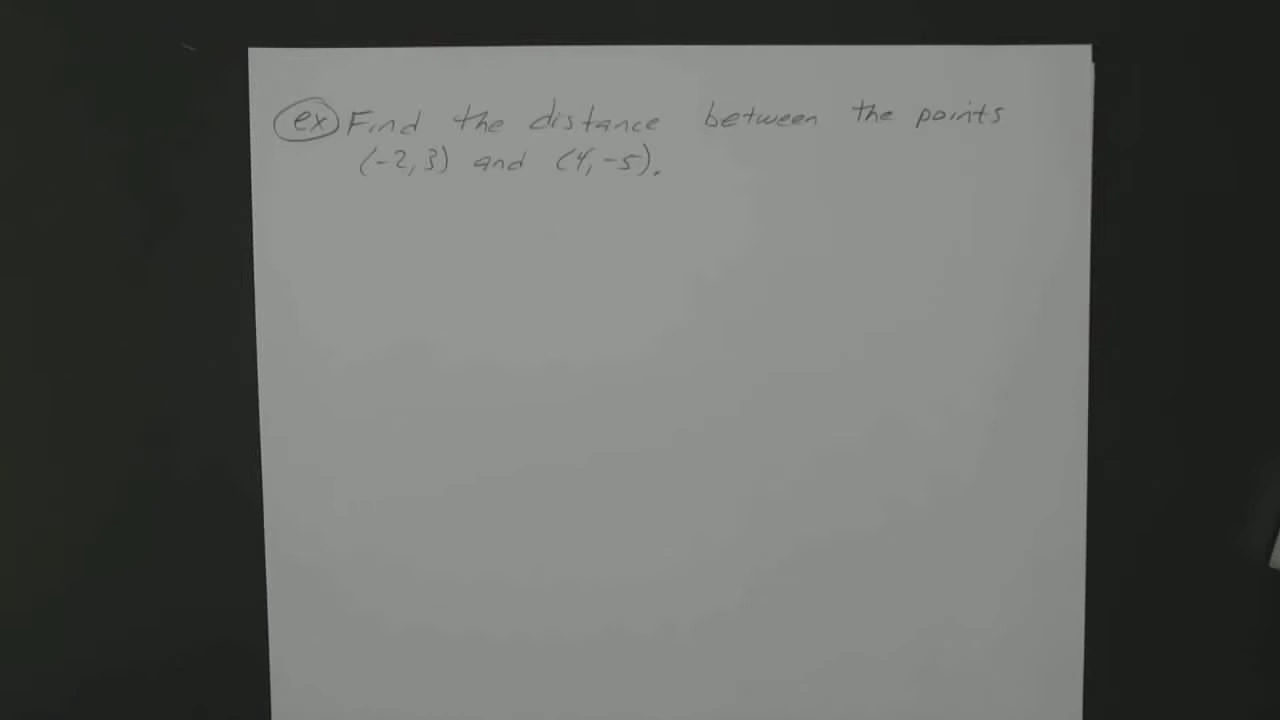 ex Find the distance between the points
(-2, 3) and (4, -5).